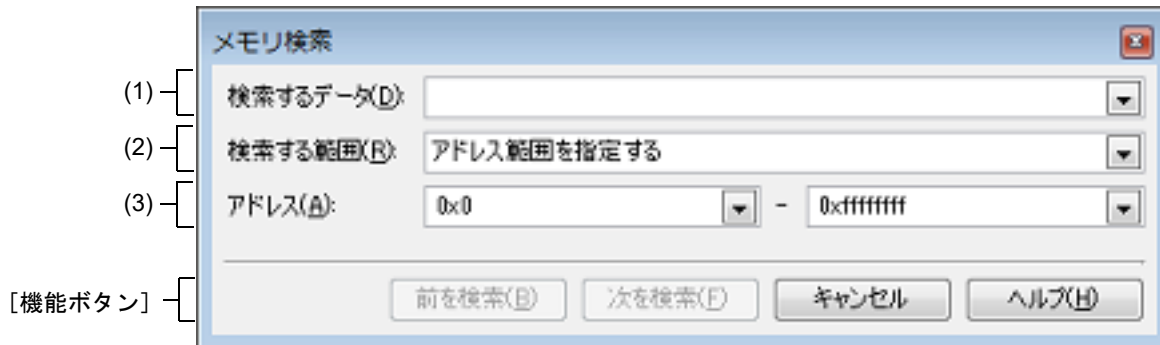 メモリ検索
(1) 検索するデータ(D):
(2) 検索する範囲(R): アドレス範囲を指定する
(3) アドレス(A): 0x0 - 0xffffffff
[機能ボタン] 前を検索(B) 次を検索(F) キャンセル ヘルプ(H)